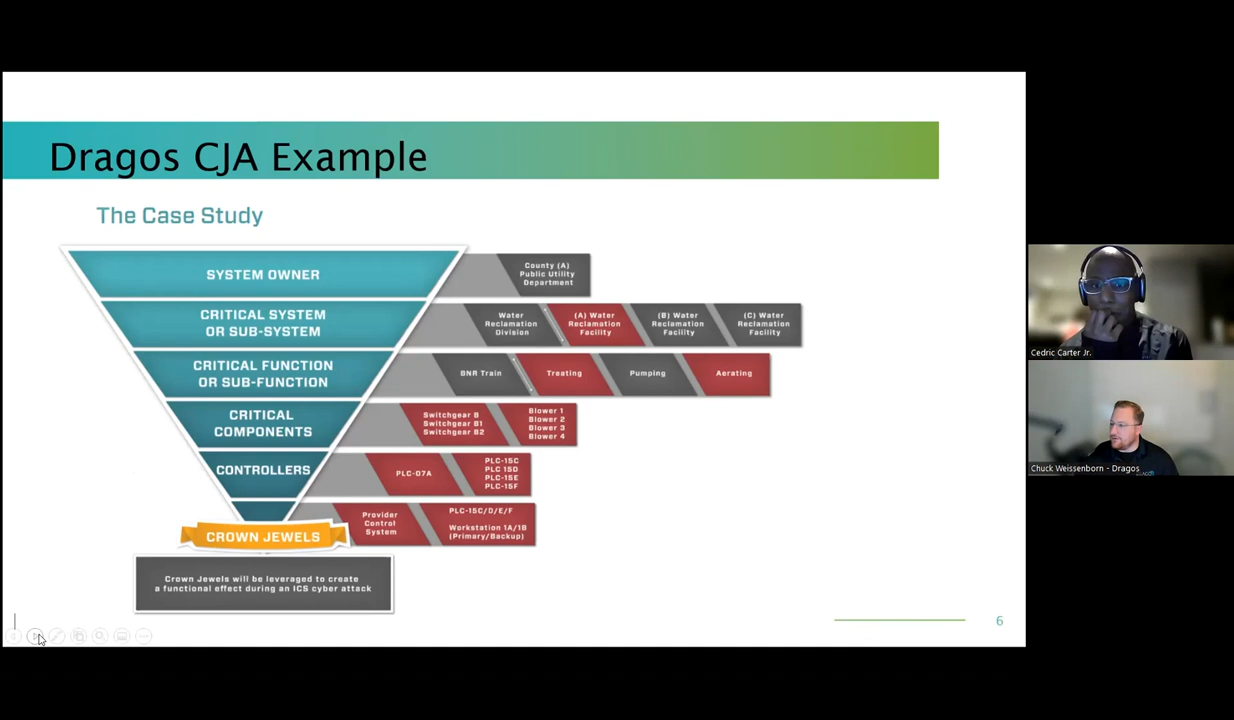 Dragos CJA Example
The Case Study
SYSTEM OWNER
County (A)
Public Utility
Department
CRITICAL SYSTEM
OR SUB-SYSTEM
Water
Reclamation
Division
(A) Water
Reclamation
Facility
(B) Water
Reclamation
Facility
(C) Water
Reclamation
Facility
CRITICAL FUNCTION
OR SUB-FUNCTION
BNR Train
Treating
Pumping
Aerating
CRITICAL
COMPONENTS
Switchgear B
Switchgear B1
Switchgear B2
Blower 1
Blower 2
Blower 3
Blower 4
CONTROLLERS
PLC-07A
PLC-15C
PLC 15D
PLC-15E
PLC-15F
CROWN JEWELS
Provider
Control
System
PLC-15C/D/E/F
Workstation 1A/1B
(Primary/Backup)
Crown Jewels will be leveraged to create
a functional effect during an ICS cyber attack
6
Cedric Carter Jr.
Chuck Weissenborn - Dragos